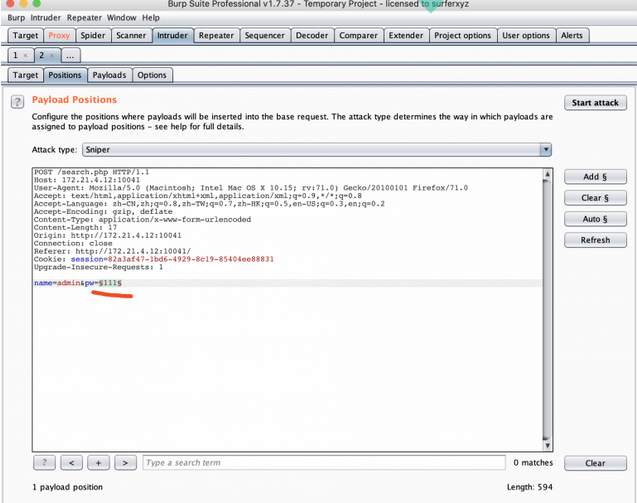 Burp Suite Professional v1.7.37 - Temporary Project - licensed to surferxyz
Burp Intruder Repeater Window Help
Target Proxy Spider Scanner Intruder Repeater Sequencer Decoder Comparer Extender Project options User options Alerts
1 × 2 × ...
Target Positions Payloads Options
? Payload Positions Start attack
Configure the positions where payloads will be inserted into the base request. The attack type determines the way in which payloads are
assigned to payload positions - see help for full details.
Attack type: Sniper
POST /search.php HTTP/1.1
Host: 172.21.4.12:10041
User-Agent: Mozilla/5.0 (Macintosh; Intel Mac OS X 10.15; rv:71.0) Gecko/20100101 Firefox/71.0
Accept: text/html,application/xhtml+xml,application/xml;q=0.9,*/*;q=0.8
Accept-Language: zh-CN,zh;q=0.8,zh-TW;q=0.7,zh-HK;q=0.5,en-US;q=0.3,en;q=0.2
Accept-Encoding: gzip, deflate
Content-Type: application/x-www-form-urlencoded
Content-Length: 17
Origin: http://172.21.4.12:10041
Connection: close
Referer: http://172.21.4.12:10041/
Cookie: session=82a3af47-1bd6-4929-8c19-85404ee88831
Upgrade-Insecure-Requests: 1
name=admin&pw=§111§
Add §
Clear §
Auto §
Refresh
? < + > Type a search term 0 matches Clear
1 payload position Length: 594